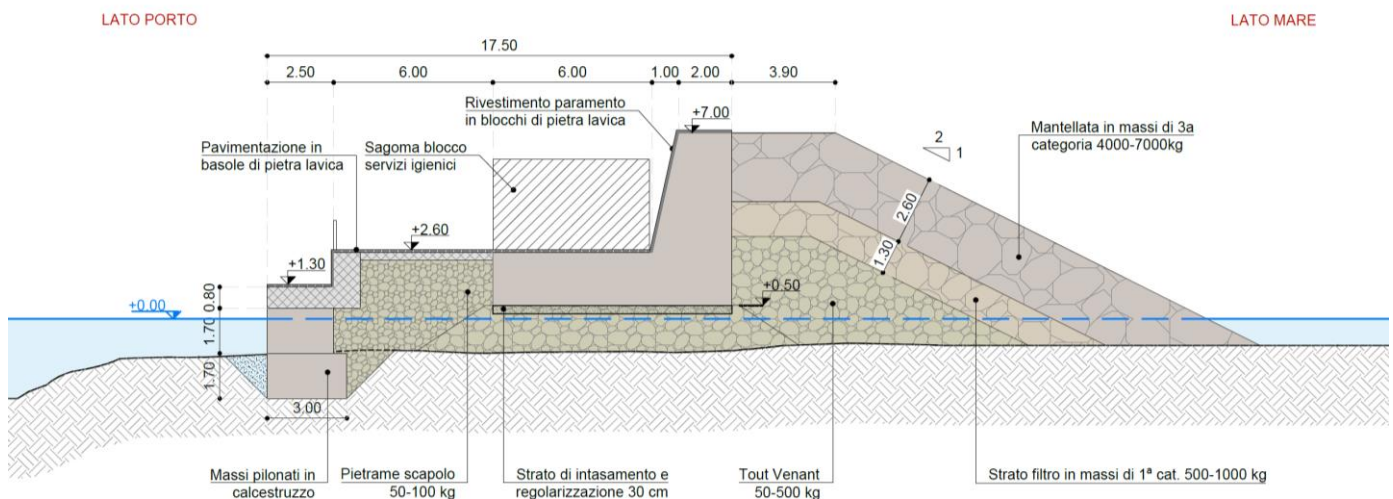 LATO PORTO
LATO MARE
17.50
2.50
6.00
6.00
1.00
2.00
3.90
Rivestimento paramento
in blocchi di pietra lavica
+7.00
2
1
Mantellata in massi di 3a
categoria 4000-7000kg
Pavimentazione in
basole di pietra lavica
Sagoma blocco
servizi igienici
2.60
1.30
+2.60
+1.30
+0.50
+0.00
0.80
1.70
1.70
3.00
Massi pilonati in
calcestruzzo
Pietrame scapolo
50-100 kg
Strato di intasamento e
regolarizzazione 30 cm
Tout Venant
50-500 kg
Strato filtro in massi di 1ª cat. 500-1000 kg